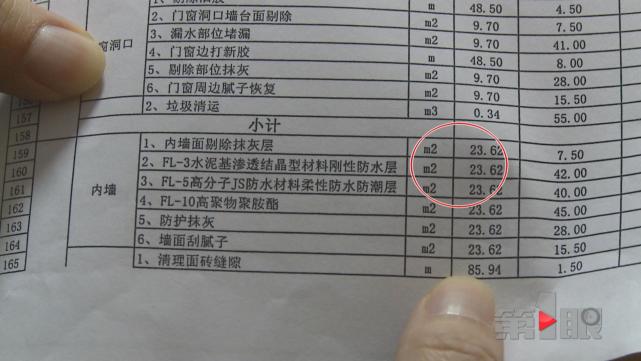 m 48.50 4.50
2、门窗洞口墙台面剔除 m2 9.70 7.50
窗洞口 3、漏水部位堵漏 m2 9.70 41.00
4、门窗边打新胶 m 48.50 8.00
5、剔除部位抹灰 m2 9.70 28.00
6、门窗周边腻子恢复 m2 9.70 15.50
157 2、垃圾清运 m3 0.34 55.00
158 小计
159 1、内墙面剔除抹灰层 m2 23.62 7.50
160 2、FL-3水泥基渗透结晶型材料刚性防水层 m2 23.62 42.00
161 内墙 3、FL-5高分子JS防水材料柔性防水防潮层 m2 23.62 40.00
162 4、FL-10高聚物聚胺酯 m2 23.62 45.00
163 5、防护抹灰 m2 23.62 28.00
164 6、墙面刮腻子 m2 23.62 15.50
165 1、清理面砖缝隙 m 85.94 1.50
第1眼